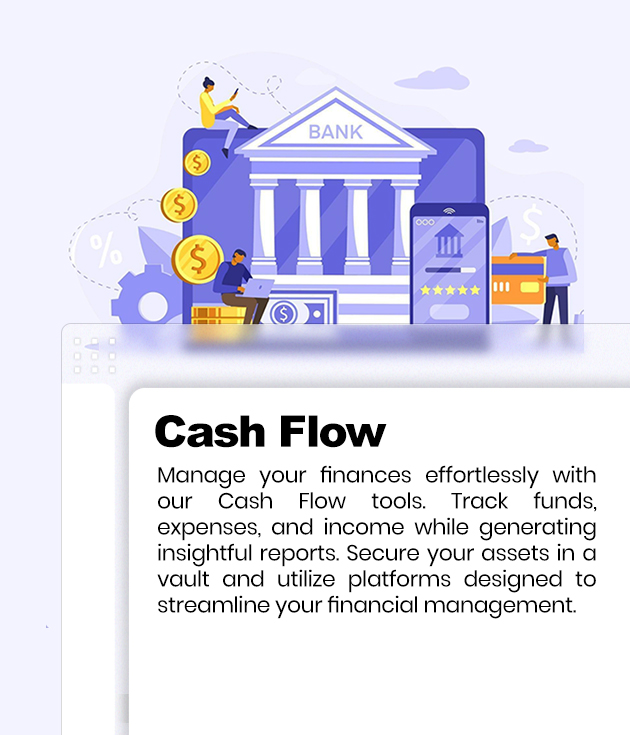 BANK
$
$
$
$
%
$
Cash Flow
Manage your finances effortlessly with
our Cash Flow tools. Track funds,
expenses, and income while generating
insightful reports. Secure your assets in a
vault and utilize platforms designed to
streamline your financial management.